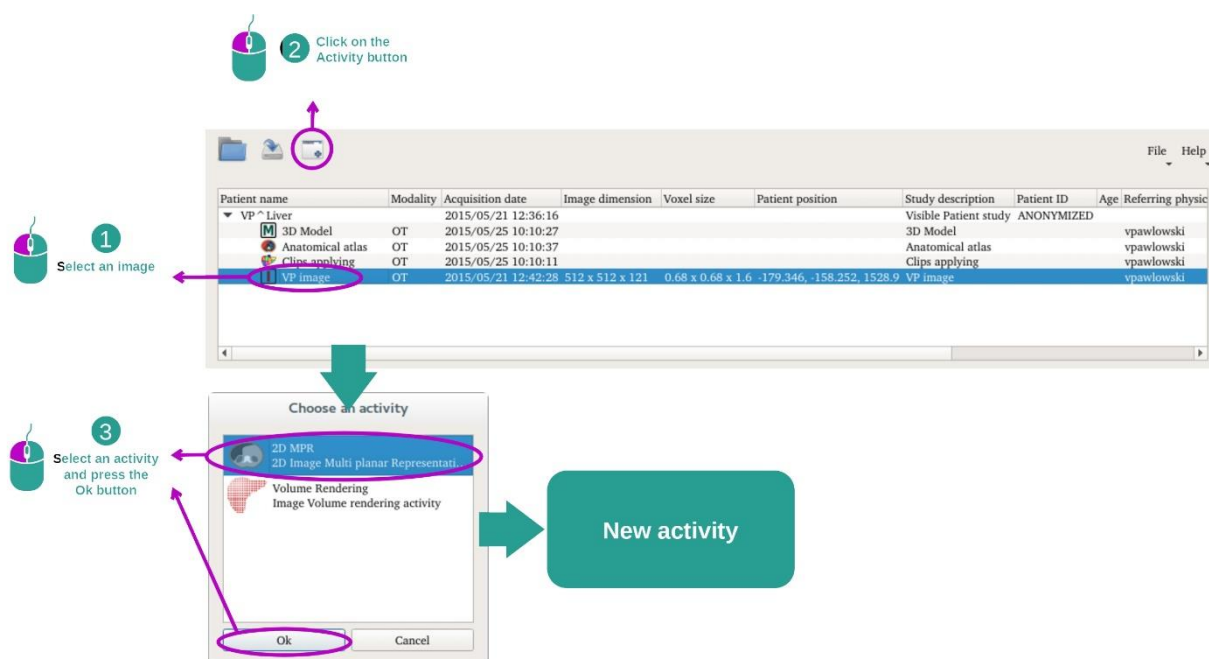 2 Click on the
Activity button
File Help
Patient name Modality Acquisition date Image dimension Voxel size Patient position Study description Patient ID Age Referring physic
VP^Liver 2015/05/21 12:36:16 Visible Patient study ANONYMIZED
M 3D Model OT 2015/05/25 10:10:27 3D Model vpawlowski
Anatomical atlas OT 2015/05/25 10:10:37 Anatomical atlas vpawlowski
Clips applying OT 2015/05/25 10:10:11 Clips applying vpawlowski
I VP image OT 2015/05/21 12:42:28 512 x 512 x 121 0.68 x 0.68 x 1.6 -179.346, -158.252, 1528.9 VP image vpawlowski
1
Select an image
Choose an activity
2D MPR
2D Image Multi planar Representati..
Volume Rendering
Image Volume rendering activity
Ok Cancel
3
Select an activity
and press the
Ok button
New activity